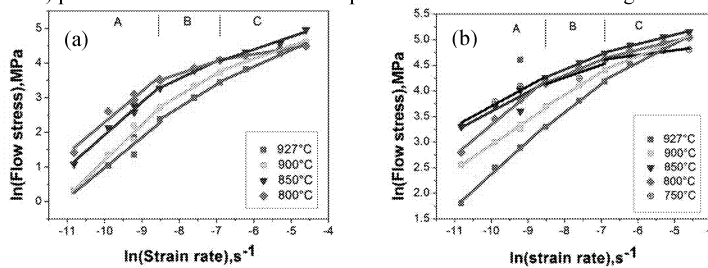 A B C
(a)
ln(Flow stress),MPa
5
4
3
2
1
0
927°C
900°C
850°C
800°C
-11 -10 -9 -8 -7 -6 -5 -4
ln(Strain rate),s-1
A B C
(b)
ln(Flow stress),MPa
5.5
5.0
4.5
4.0
3.5
3.0
2.5
2.0
1.5
927°C
900°C
850°C
800°C
750°C
-11 -10 -9 -8 -7 -6 -5 -4
ln(strain rate),s-1